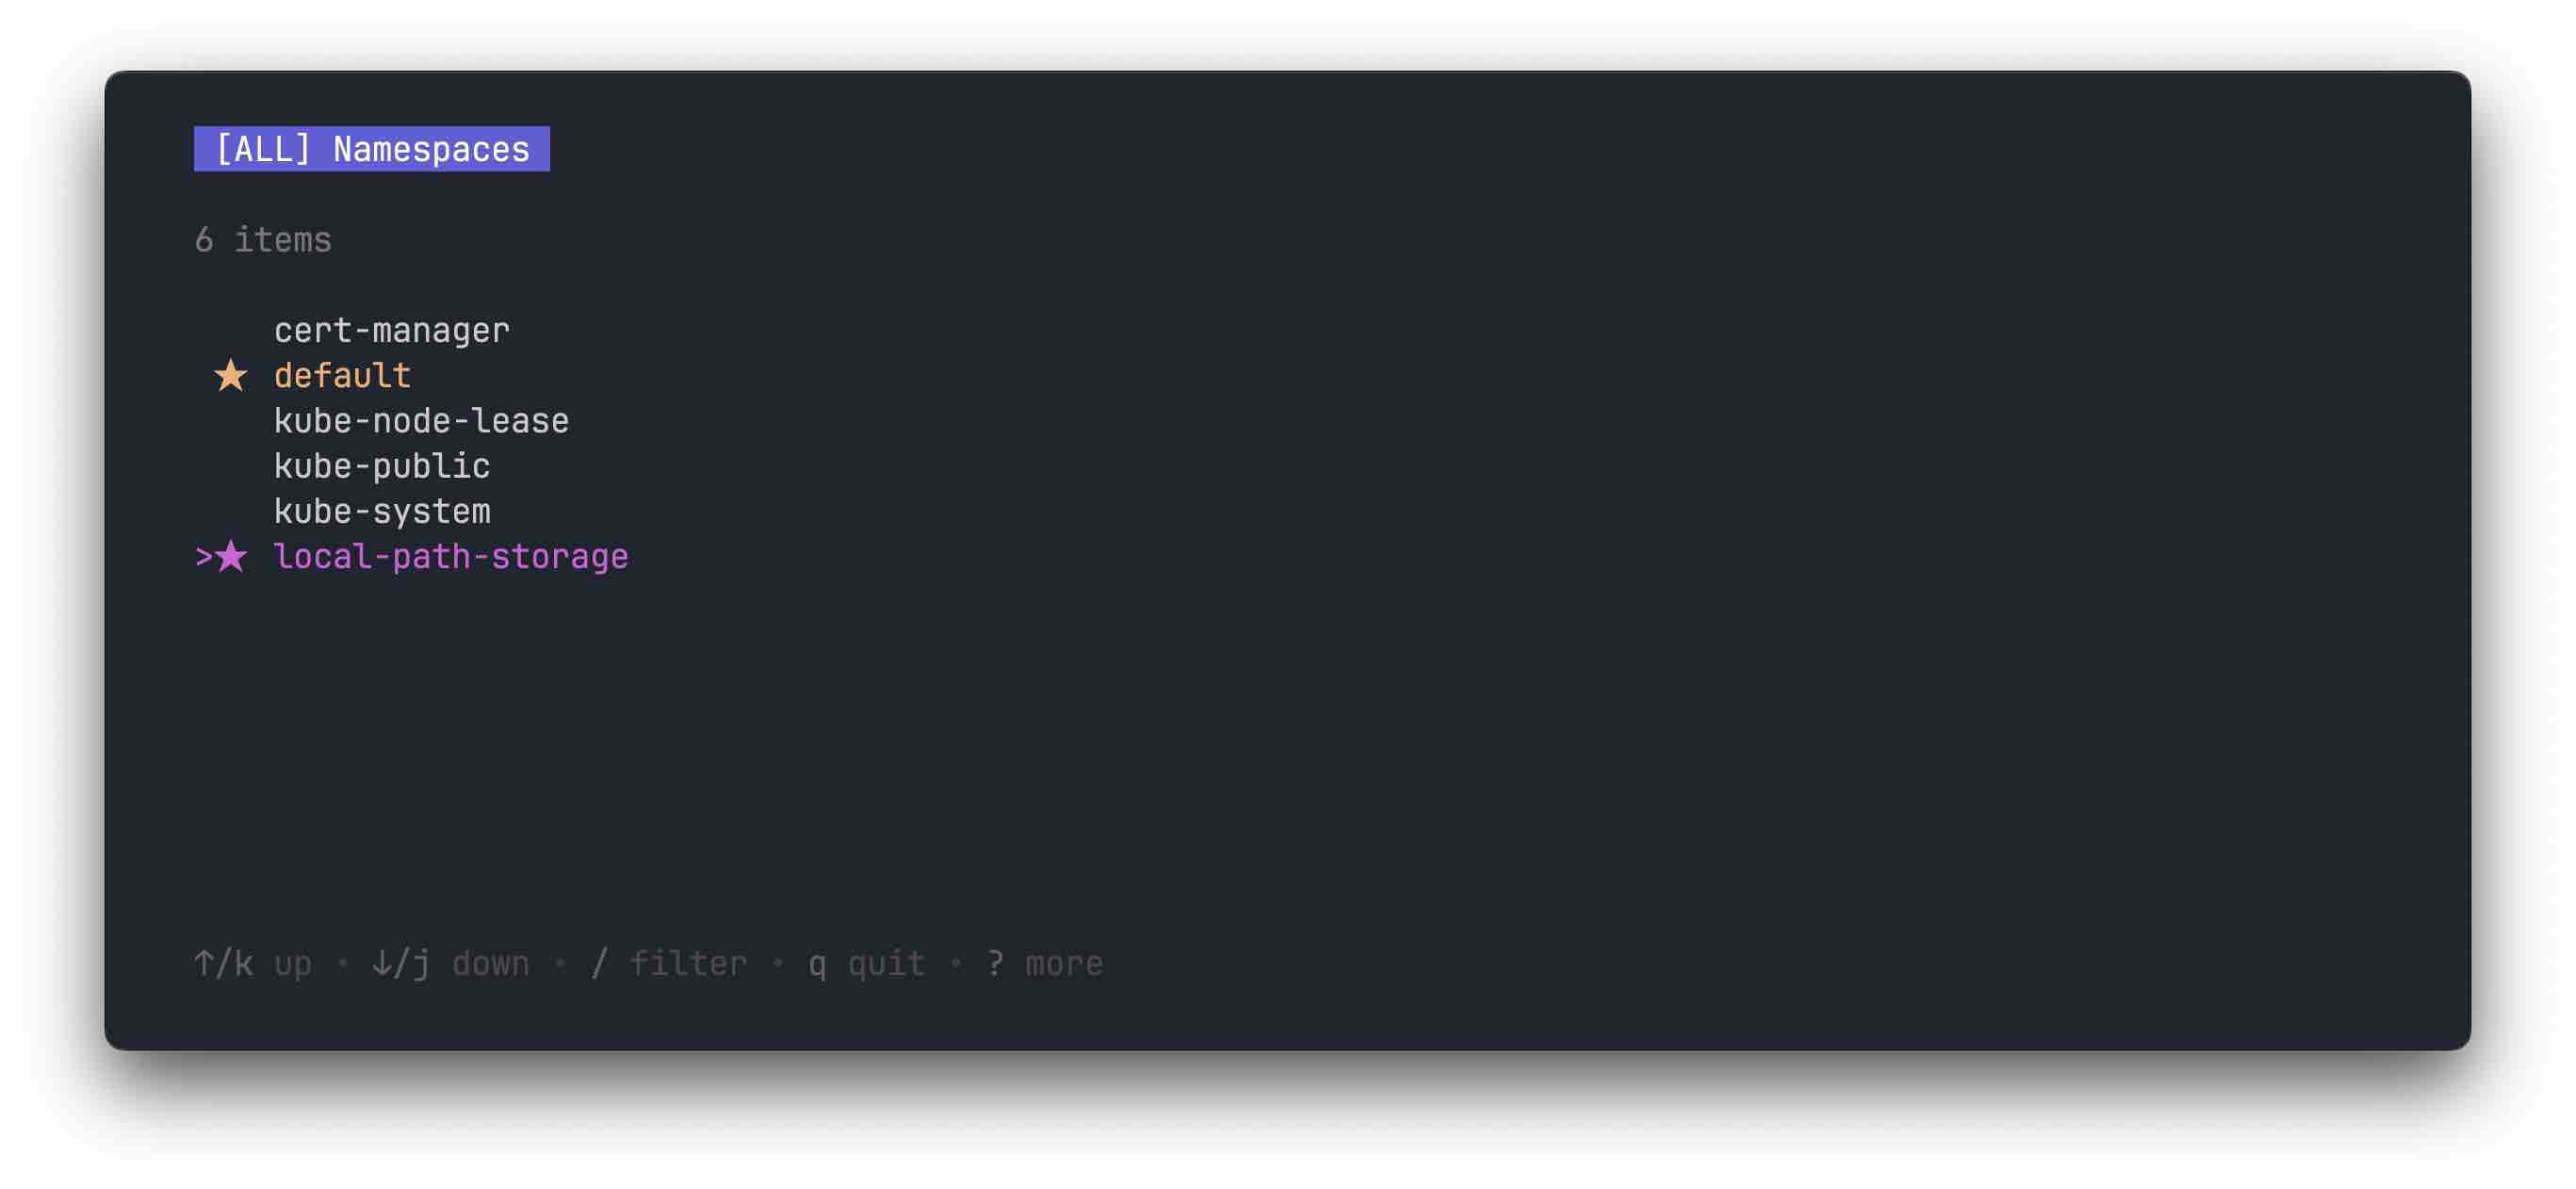 [ALL] Namespaces
6 items
cert-manager
★ default
kube-node-lease
kube-public
kube-system
>★ local-path-storage
↑/k up • ↓/j down • / filter • q quit • ? more